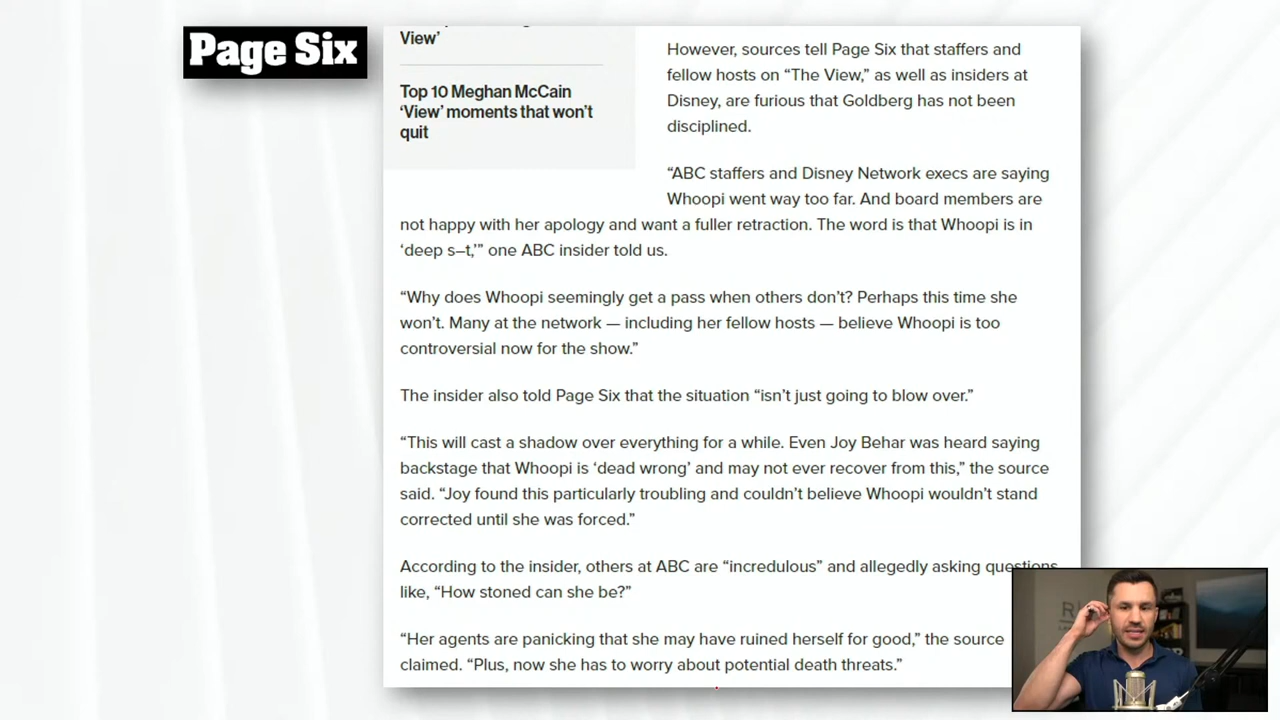 Page Six
View’
Top 10 Meghan McCain
‘View’ moments that won’t
quit
However, sources tell Page Six that staffers and
fellow hosts on “The View,” as well as insiders at
Disney, are furious that Goldberg has not been
disciplined.
“ABC staffers and Disney Network execs are saying
Whoopi went way too far. And board members are
not happy with her apology and want a fuller retraction. The word is that Whoopi is in
‘deep s–t,’” one ABC insider told us.
“Why does Whoopi seemingly get a pass when others don’t? Perhaps this time she
won’t. Many at the network — including her fellow hosts — believe Whoopi is too
controversial now for the show.”
The insider also told Page Six that the situation “isn’t just going to blow over.”
“This will cast a shadow over everything for a while. Even Joy Behar was heard saying
backstage that Whoopi is ‘dead wrong’ and may not ever recover from this,” the source
said. “Joy found this particularly troubling and couldn’t believe Whoopi wouldn’t stand
corrected until she was forced.”
According to the insider, others at ABC are “incredulous” and allegedly asking questions
like, “How stoned can she be?”
“Her agents are panicking that she may have ruined herself for good,” the source
claimed. “Plus, now she has to worry about potential death threats.”